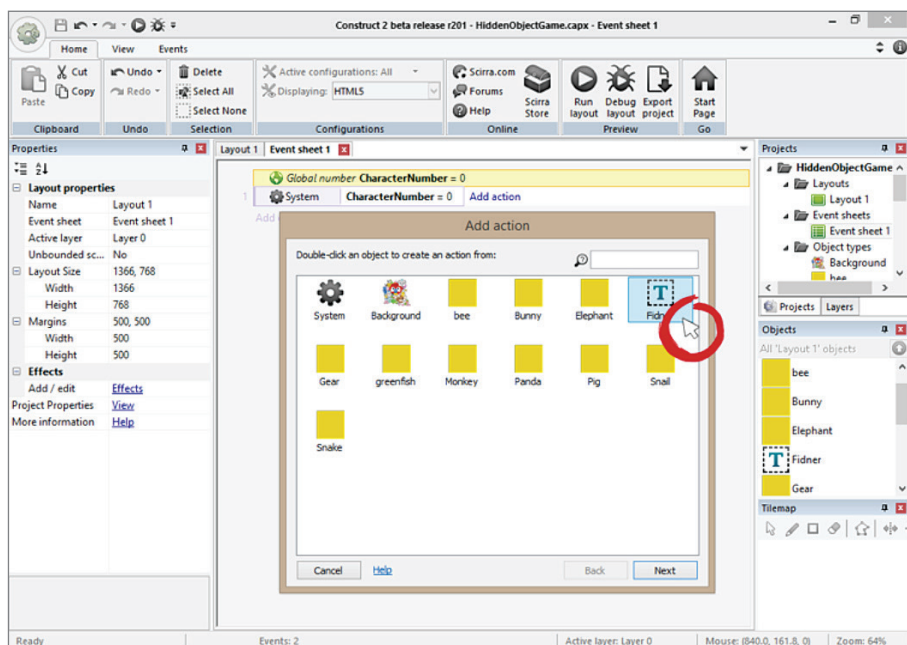 Construct 2 beta release r201 - HiddenObjectGame.capx - Event sheet 1
Home View Events
Paste
Cut
Copy
Clipboard
Undo
Redo
Undo
Delete
Select All
Select None
Selection
Active configurations: All
Displaying: HTML5
Configurations
Scirra.com
Forums
Help
Scirra Store
Online
Run layout
Debug layout
Export project
Preview
Start Page
Go
Properties
Layout properties
Name Layout 1
Event sheet Event sheet 1
Active layer Layer 0
Unbounded sc... No
Layout Size 1366, 768
Width 1366
Height 768
Margins 500, 500
Width 500
Height 500
Effects
Add / edit Effects
Project Properties View
More information Help
Layout 1 Event sheet 1
Global number CharacterNumber = 0
1 System CharacterNumber = 0 Add action
Add
Add action
Double-click an object to create an action from:
System Background bee Bunny Elephant Fidner
Gear greenfish Monkey Panda Pig Snail
Snake
Cancel Help Back Next
Projects
HiddenObjectGame
Layouts
Layout 1
Event sheets
Event sheet 1
Object types
Background
bee
Projects Layers
Objects
All 'Layout 1' objects
bee
Bunny
Elephant
T Fidner
Gear
Tilemap
Ready Events: 2 Active layer: Layer 0 Mouse: (840.0, 161.8, 0) Zoom: 64%